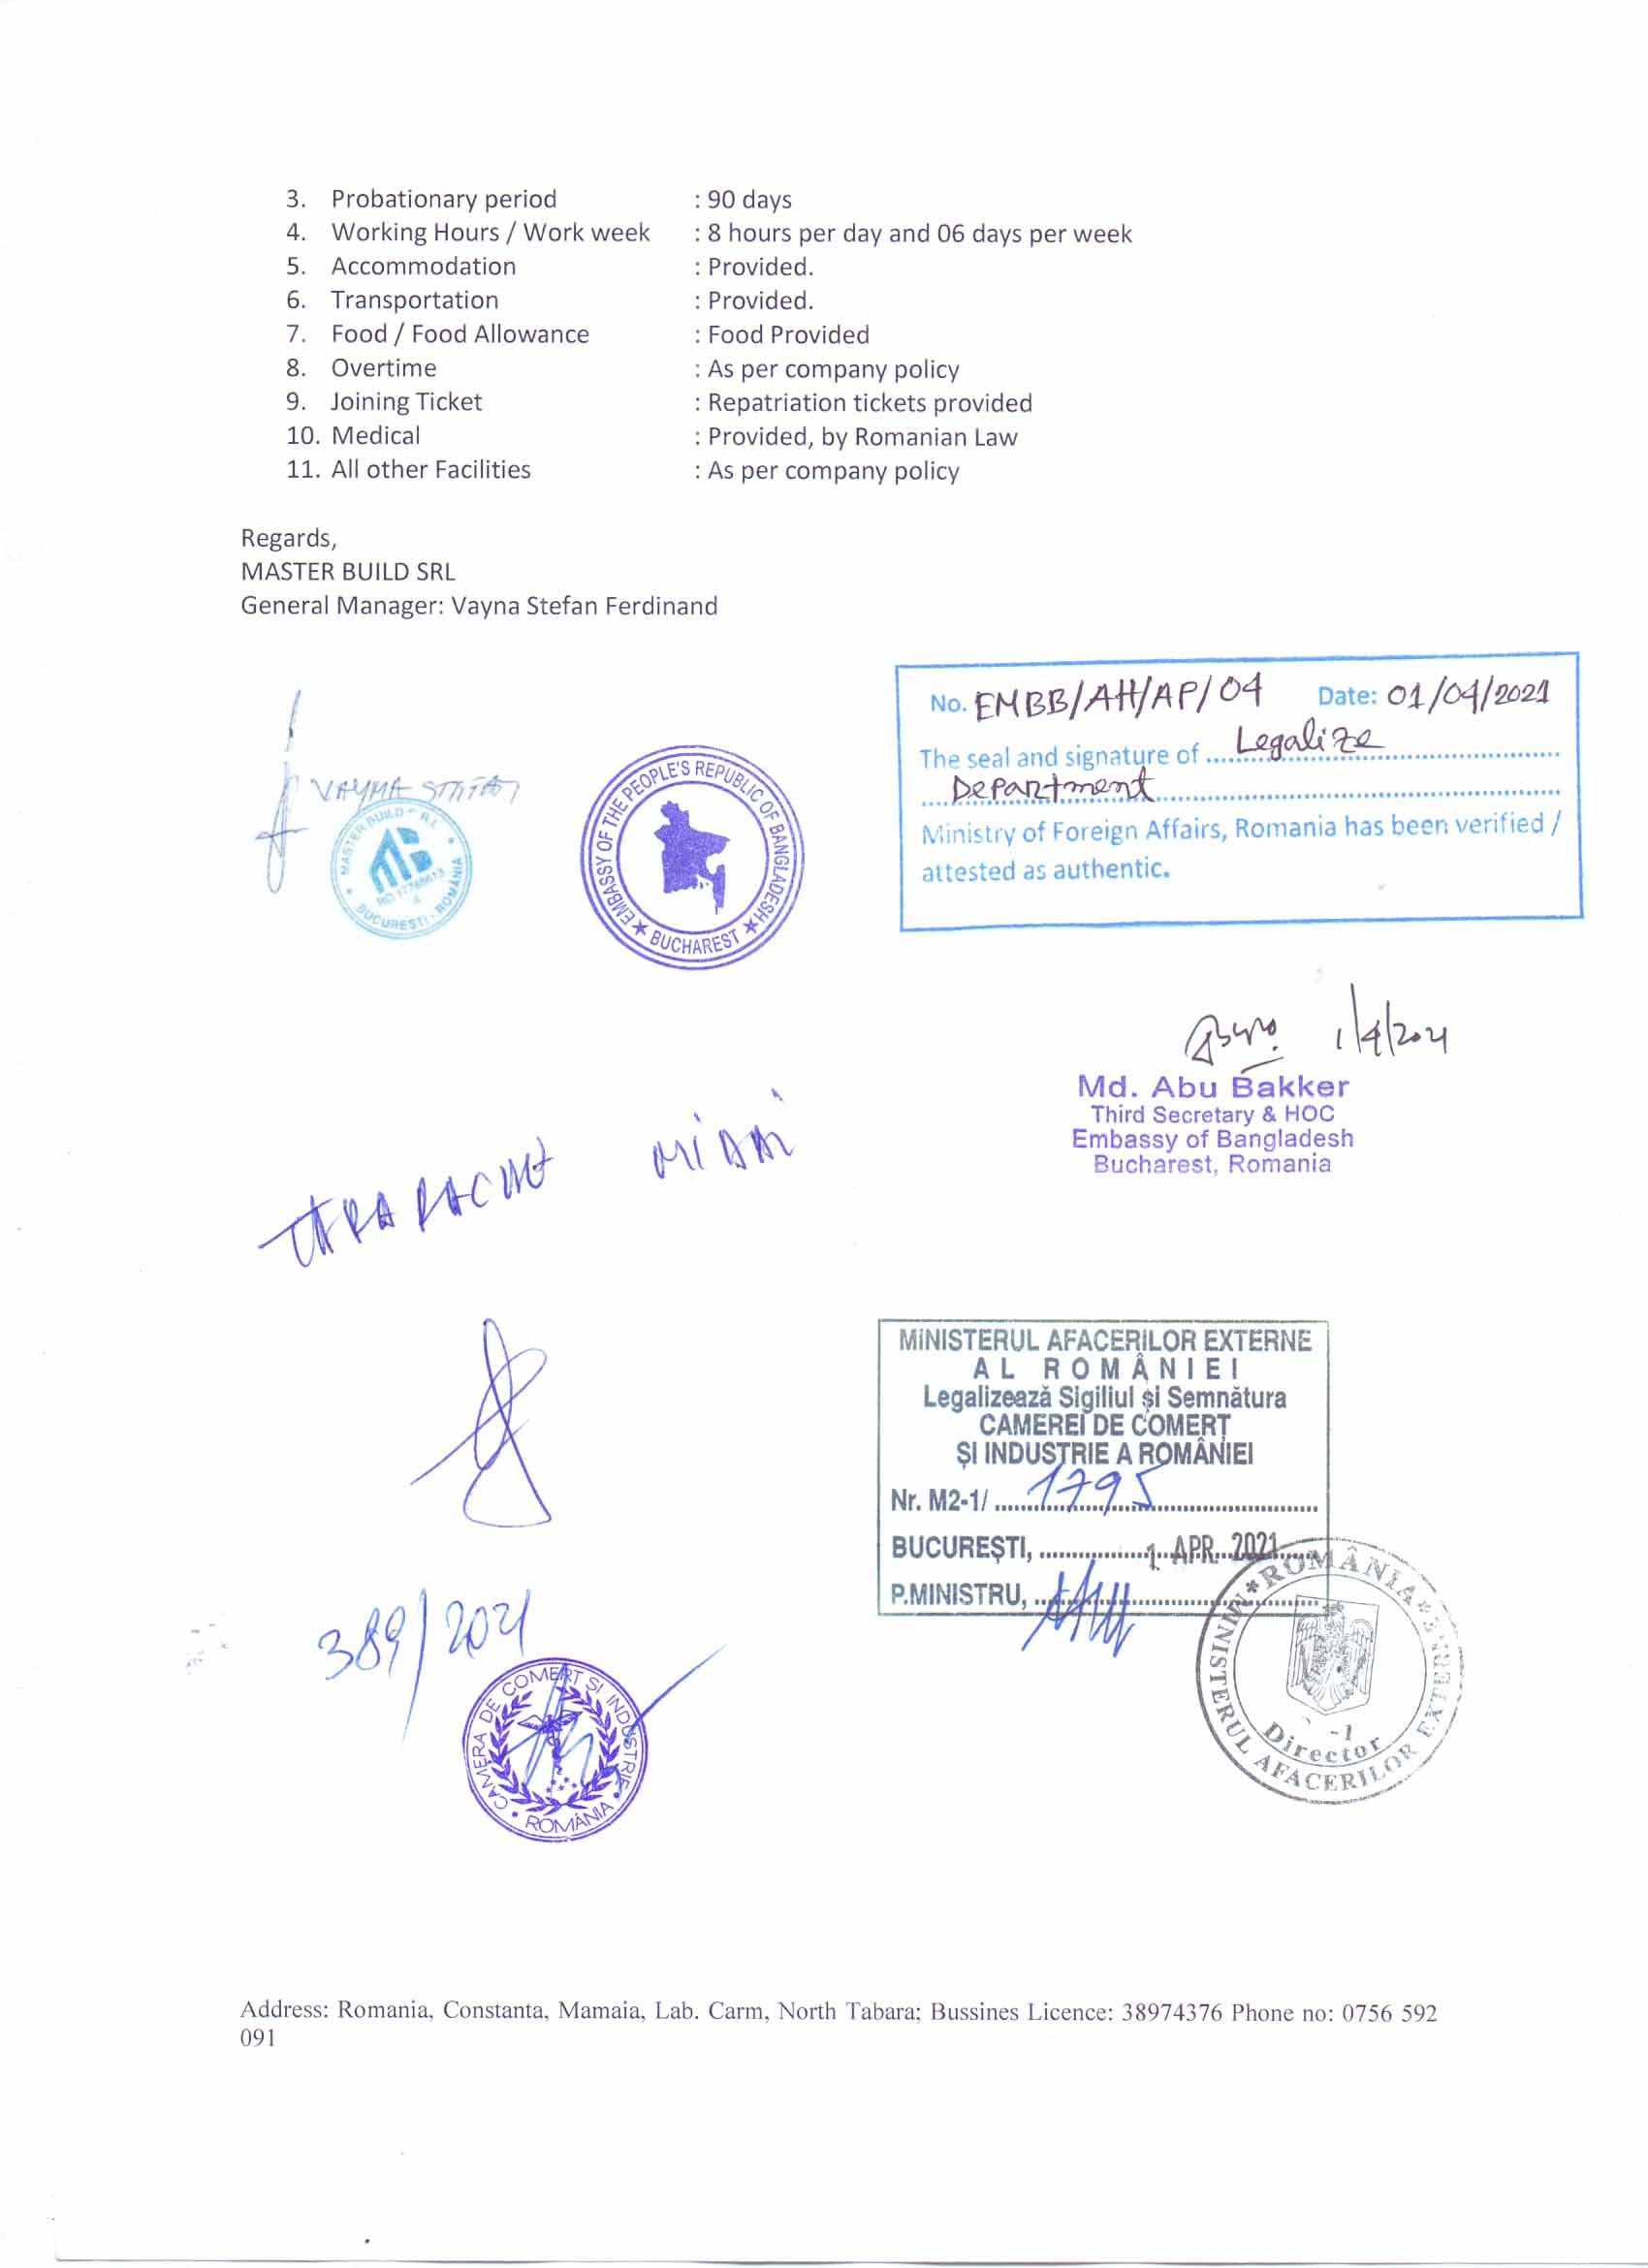 3. Probationary period : 90 days
4. Working Hours / Work week : 8 hours per day and 06 days per week
5. Accommodation : Provided.
6. Transportation : Provided.
7. Food / Food Allowance : Food Provided
8. Overtime : As per company policy
9. Joining Ticket : Repatriation tickets provided
10. Medical : Provided, by Romanian Law
11. All other Facilities : As per company policy
Regards,
MASTER BUILD SRL
General Manager: Vayna Stefan Ferdinand
No. EMBB/AH/AP/04 Date: 01/04/2021
The seal and signature of Legalize
Department
Ministry of Foreign Affairs, Romania has been verified /
attested as authentic.
VAYNA STEFAN
MASTER BUILD S.R.L.
BUCUREȘTI - ROMÂNIA
EMBASSY OF THE PEOPLE'S REPUBLIC OF BANGLADESH
BUCHAREST
1/4/2021
Md. Abu Bakker
Third Secretary & HOC
Embassy of Bangladesh
Bucharest, Romania
MINISTERUL AFACERILOR EXTERNE
AL ROMÂNIEI
Legalizează Sigiliul și Semnătura
CAMEREI DE COMERȚ
ȘI INDUSTRIE A ROMÂNIEI
Nr. M2-1/ 1795
BUCUREȘTI, 1. APR. 2021
P.MINISTRU,
ROMÂNIA
MINISTERUL AFACERILOR EXTERNE
-1
Director
389/2021
CAMERA DE COMERȚ ȘI INDUSTRIE
ROMÂNIA
Address: Romania, Constanta, Mamaia, Lab. Carm, North Tabara; Bussines Licence: 38974376 Phone no: 0756 592
091